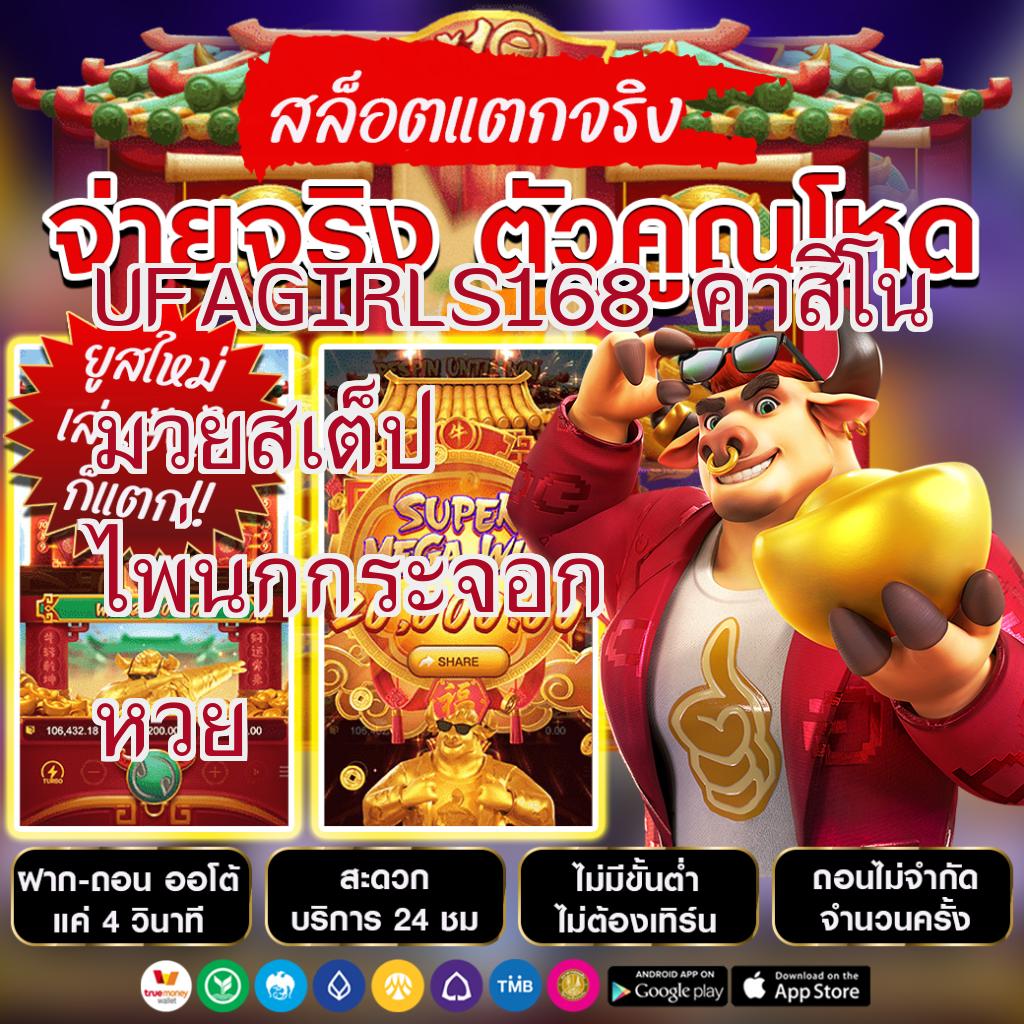 สล็อตแตกจริง
จ่ายจริง ตัวคูณโหด
UFAGIRLS168 คาสิโน
ยูสใหม่
ก็แตก!!
มวยสเต็ป
ไพ่นกกระจอก
หวย
SUPER
MEGA
SHARE
106,432.18
TURBO
ฝาก-ถอน ออโต้
แค่ 4 วินาที
สะดวก
บริการ 24 ชม
ไม่มีขั้นต่ำ
ไม่ต้องเทิร์น
ถอนไม่จำกัด
จำนวนครั้ง
truemoney
wallet
TMB
ANDROID APP ON
Google play
Download on the
App Store